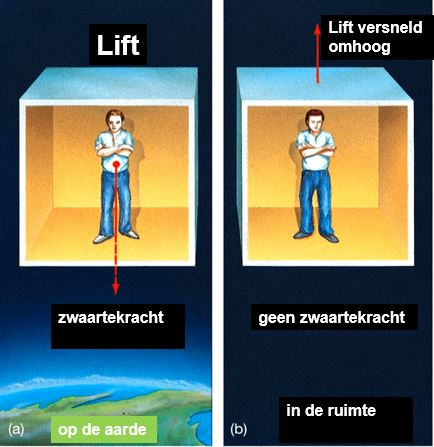 Lift
zwaartekracht
(a)
op de aarde
Lift versneld
omhoog
geen zwaartekracht
in de ruimte
(b)